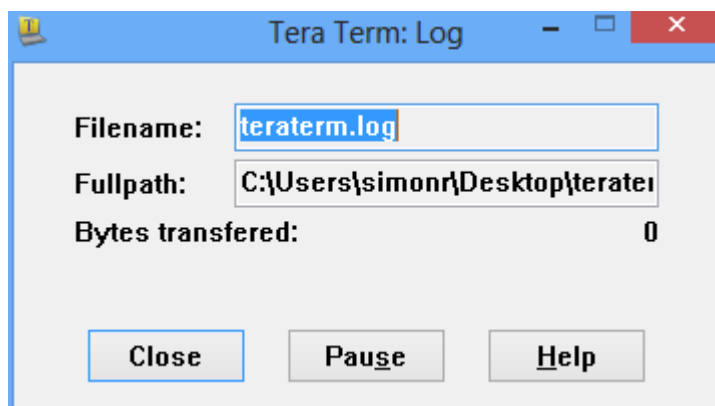 Tera Term: Log
Filename: teraterm.log
Fullpath: C:\Users\simonr\Desktop\terater
Bytes transfered: 0
Close Pause Help